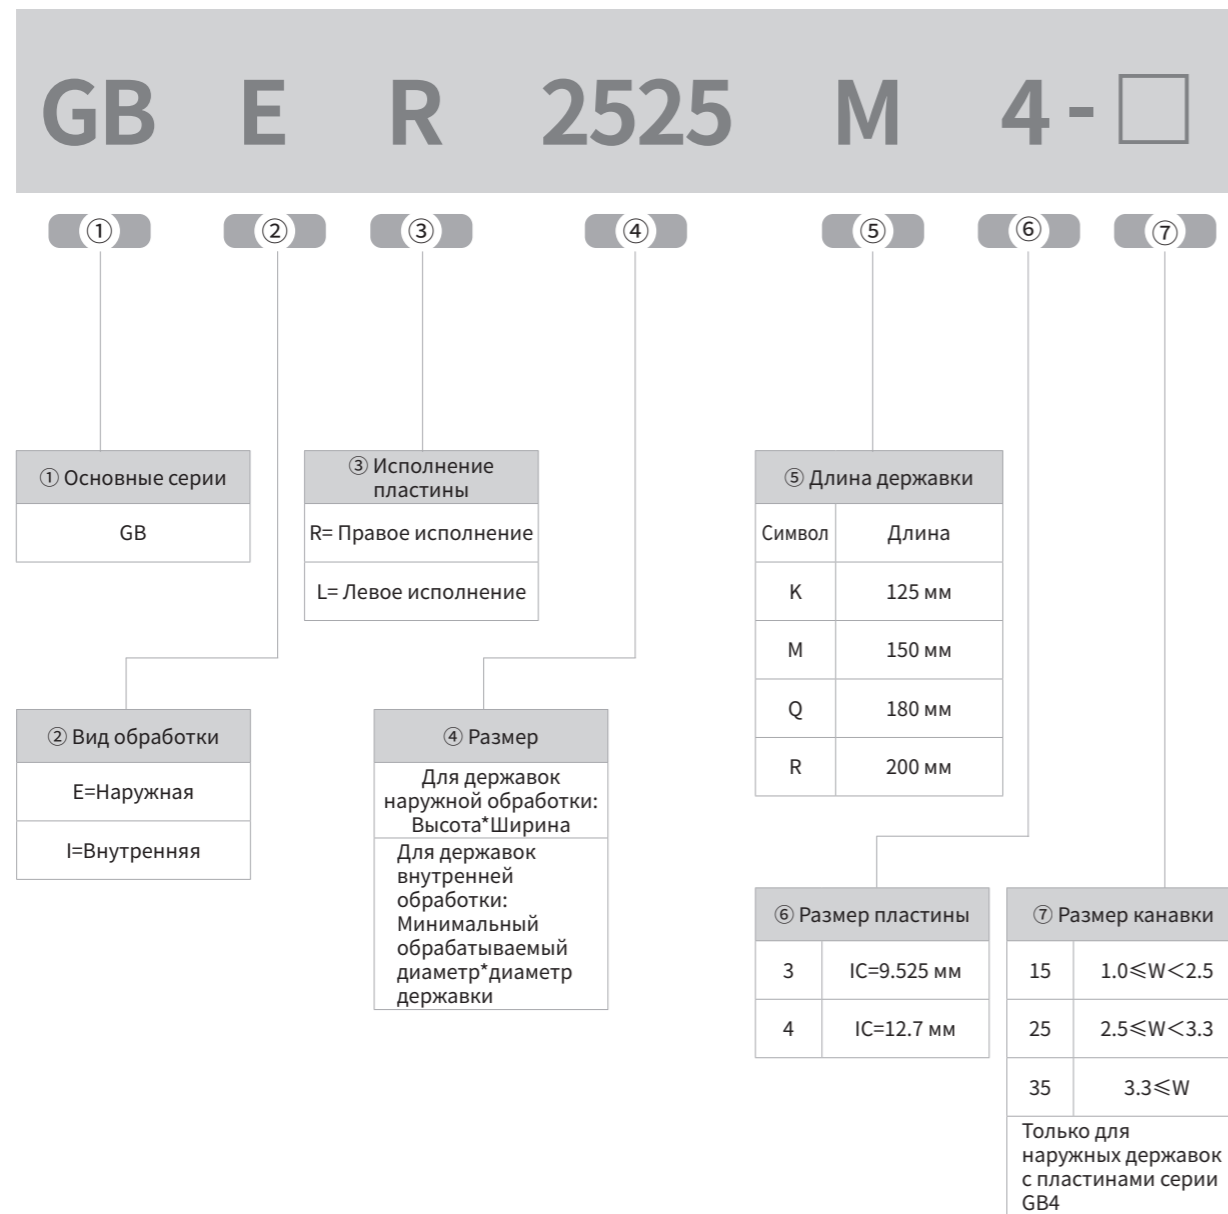 GB E R 2525 M 4-□
① ② ③ ④ ⑤ ⑥ ⑦
① Основные серии
GB
③ Исполнение
пластины
R= Правое исполнение
L= Левое исполнение
⑤ Длина державки
Символ Длина
K 125 мм
M 150 мм
Q 180 мм
R 200 мм
② Вид обработки
E=Наружная
I=Внутренняя
④ Размер
Для державок
наружной обработки:
Высота*Ширина
Для державок
внутренней
обработки:
Минимальный
обрабатываемый
диаметр*диаметр
державки
⑥ Размер пластины
3 IC=9.525 мм
4 IC=12.7 мм
⑦ Размер канавки
15 1.0≤W<2.5
25 2.5≤W<3.3
35 3.3≤W
Только для
наружных державок
с пластинами серии
GB4